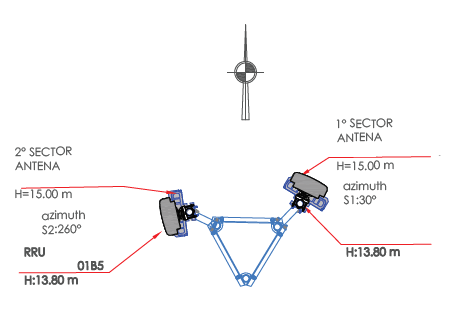 1º SECTOR
ANTENA
H=15.00 m
azimuth
S1:30º
H:13.80 m
2º SECTOR
ANTENA
H=15.00 m
azimuth
S2:260º
RRU
01B5
H:13.80 m